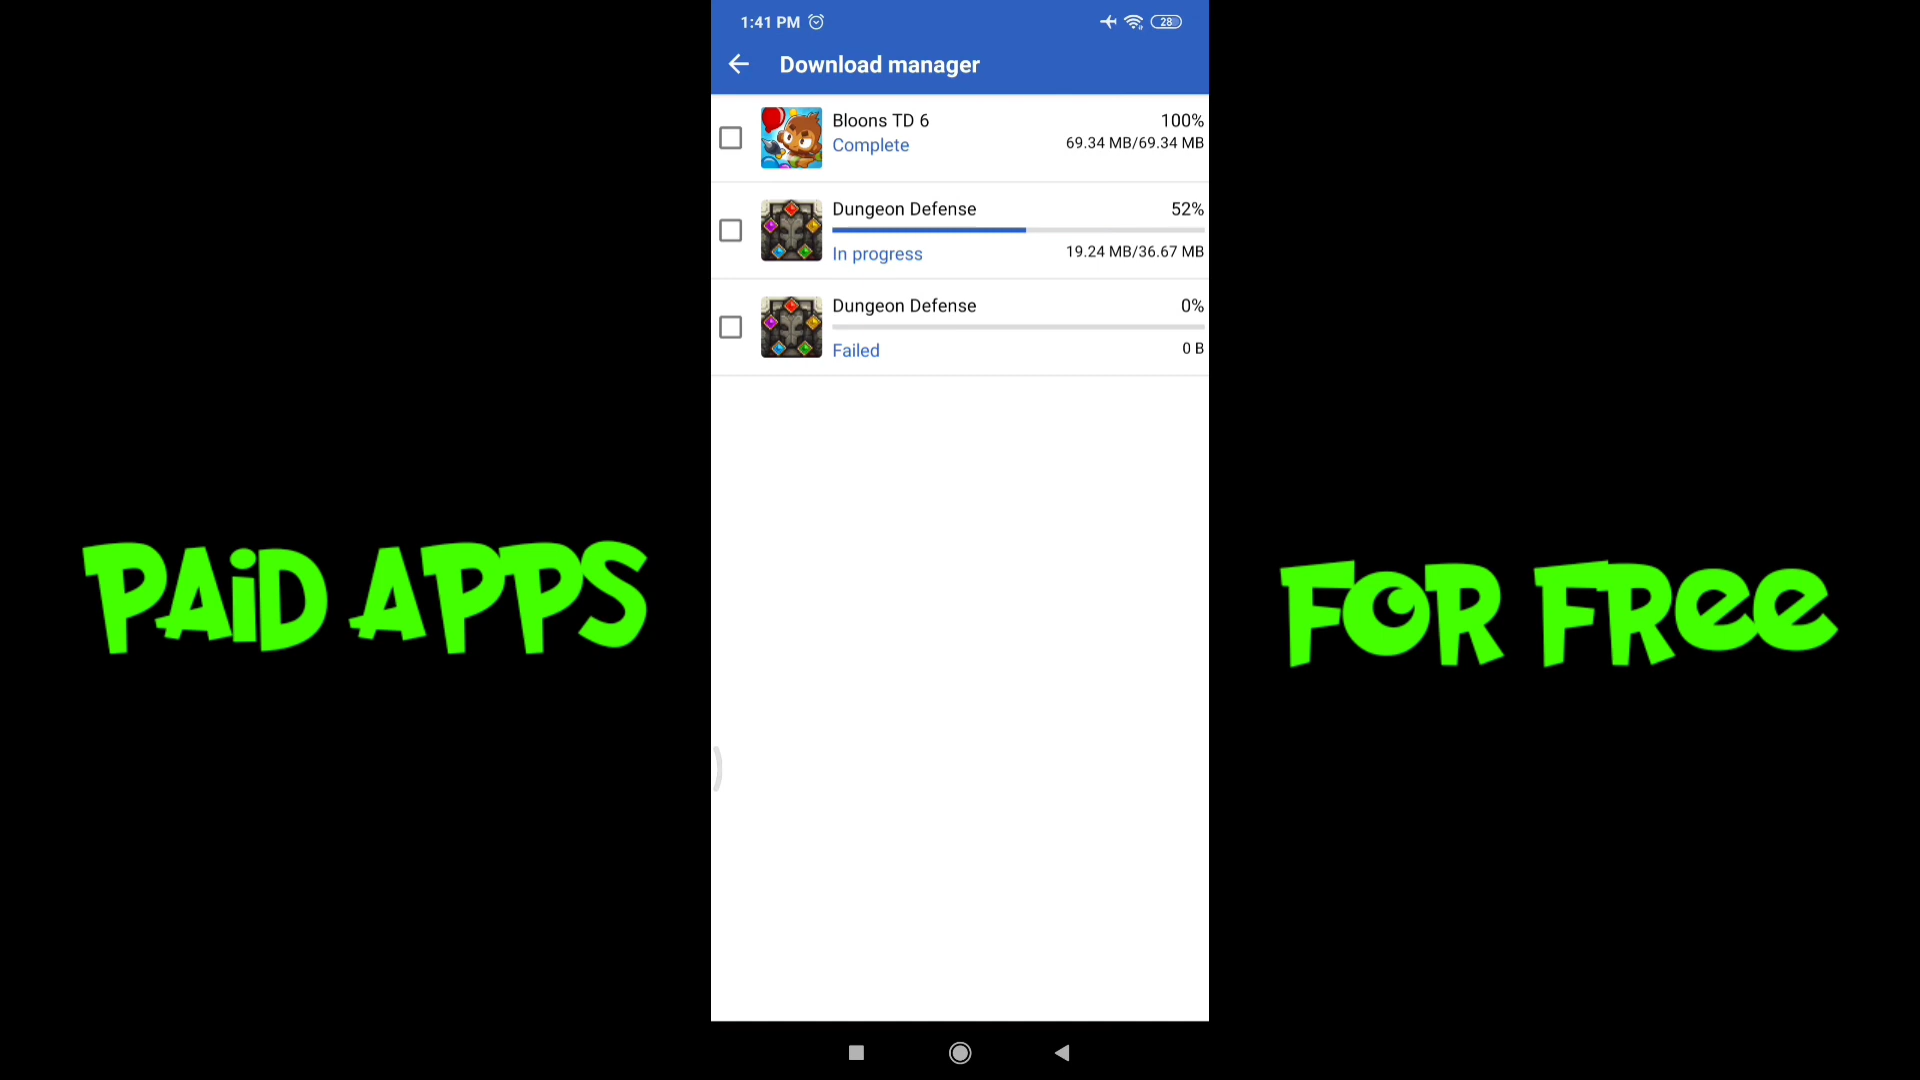 1:41 PM
28
Download manager
Bloons TD 6
100%
Complete
69.34 MB/69.34 MB
Dungeon Defense
52%
In progress
19.24 MB/36.67 MB
Dungeon Defense
0%
Failed
0 B
PAiD APPS
FOR FRee